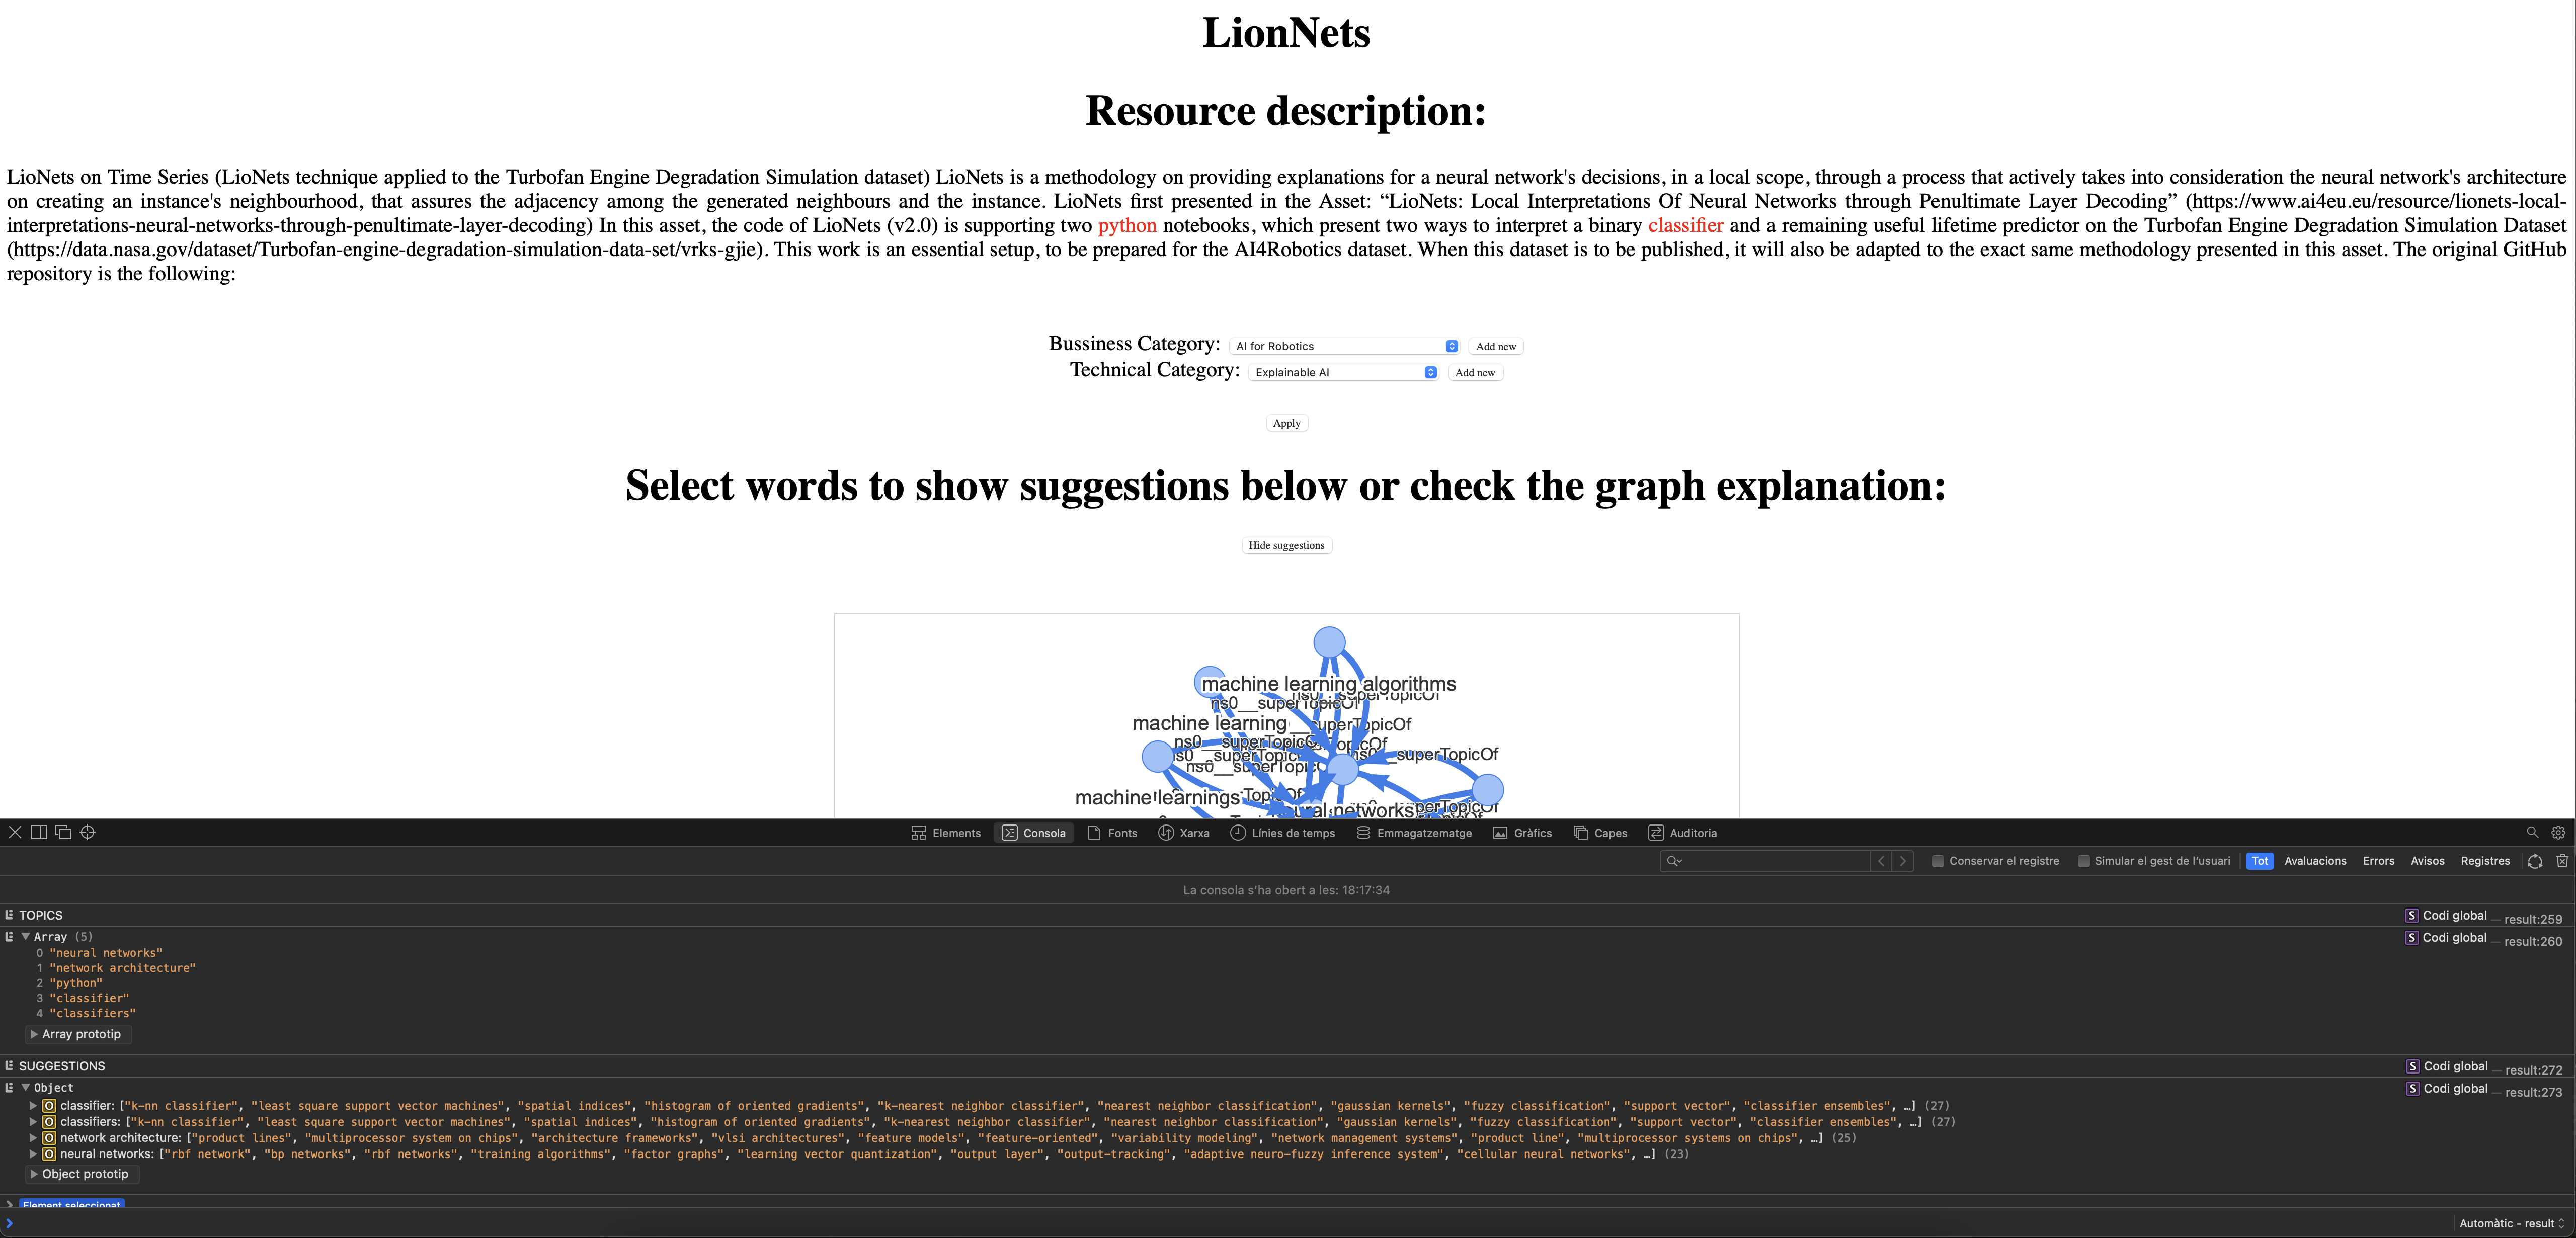 LionNets
Resource description:
LioNets on Time Series (LioNets technique applied to the Turbofan Engine Degradation Simulation dataset) LioNets is a methodology on providing explanations for a neural network's decisions, in a local scope, through a process that actively takes into consideration the neural network's architecture
on creating an instance's neighbourhood, that assures the adjacency among the generated neighbours and the instance. LioNets first presented in the Asset: “LioNets: Local Interpretations Of Neural Networks through Penultimate Layer Decoding” (https://www.ai4eu.eu/resource/lionets-local-
interpretations-neural-networks-through-penultimate-layer-decoding) In this asset, the code of LioNets (v2.0) is supporting two python notebooks, which present two ways to interpret a binary classifier and a remaining useful lifetime predictor on the Turbofan Engine Degradation Simulation Dataset
(https://data.nasa.gov/dataset/Turbofan-engine-degradation-simulation-data-set/vrks-gjie). This work is an essential setup, to be prepared for the AI4Robotics dataset. When this dataset is to be published, it will also be adapted to the exact same methodology presented in this asset. The original GitHub
repository is the following:
Bussiness Category: AI for Robotics Add new
Technical Category: Explainable AI Add new
Apply
Select words to show suggestions below or check the graph explanation:
Hide suggestions
machine learning algorithms
ns0__superTopicOf
machine learning
superTopicOf
ns0__superTopicOf
ns0__superTopicOf
machine learnings
neural networks
Elements Consola Fonts Xarxa Línies de temps Emmagatzematge Gràfics Capes Auditoria
Conservar el registre Simular el gest de l'usuari Tot Avaluacions Errors Avisos Registres
La consola s'ha obert a les: 18:17:34
TOPICS S Codi global — result:259
Array (5) S Codi global — result:260
0 "neural networks"
1 "network architecture"
2 "python"
3 "classifier"
4 "classifiers"
Array prototip
SUGGESTIONS S Codi global — result:272
Object S Codi global — result:273
O classifier: ["k-nn classifier", "least square support vector machines", "spatial indices", "histogram of oriented gradients", "k-nearest neighbor classifier", "nearest neighbor classification", "gaussian kernels", "fuzzy classification", "support vector", "classifier ensembles", …] (27)
O classifiers: ["k-nn classifier", "least square support vector machines", "spatial indices", "histogram of oriented gradients", "k-nearest neighbor classifier", "nearest neighbor classification", "gaussian kernels", "fuzzy classification", "support vector", "classifier ensembles", …] (27)
O network architecture: ["product lines", "multiprocessor system on chips", "architecture frameworks", "vlsi architectures", "feature models", "feature-oriented", "variability modeling", "network management systems", "product line", "multiprocessor systems on chips", …] (25)
O neural networks: ["rbf network", "bp networks", "rbf networks", "training algorithms", "factor graphs", "learning vector quantization", "output layer", "output-tracking", "adaptive neuro-fuzzy inference system", "cellular neural networks", …] (23)
Object prototip
Element seleccionat
Automàtic - result